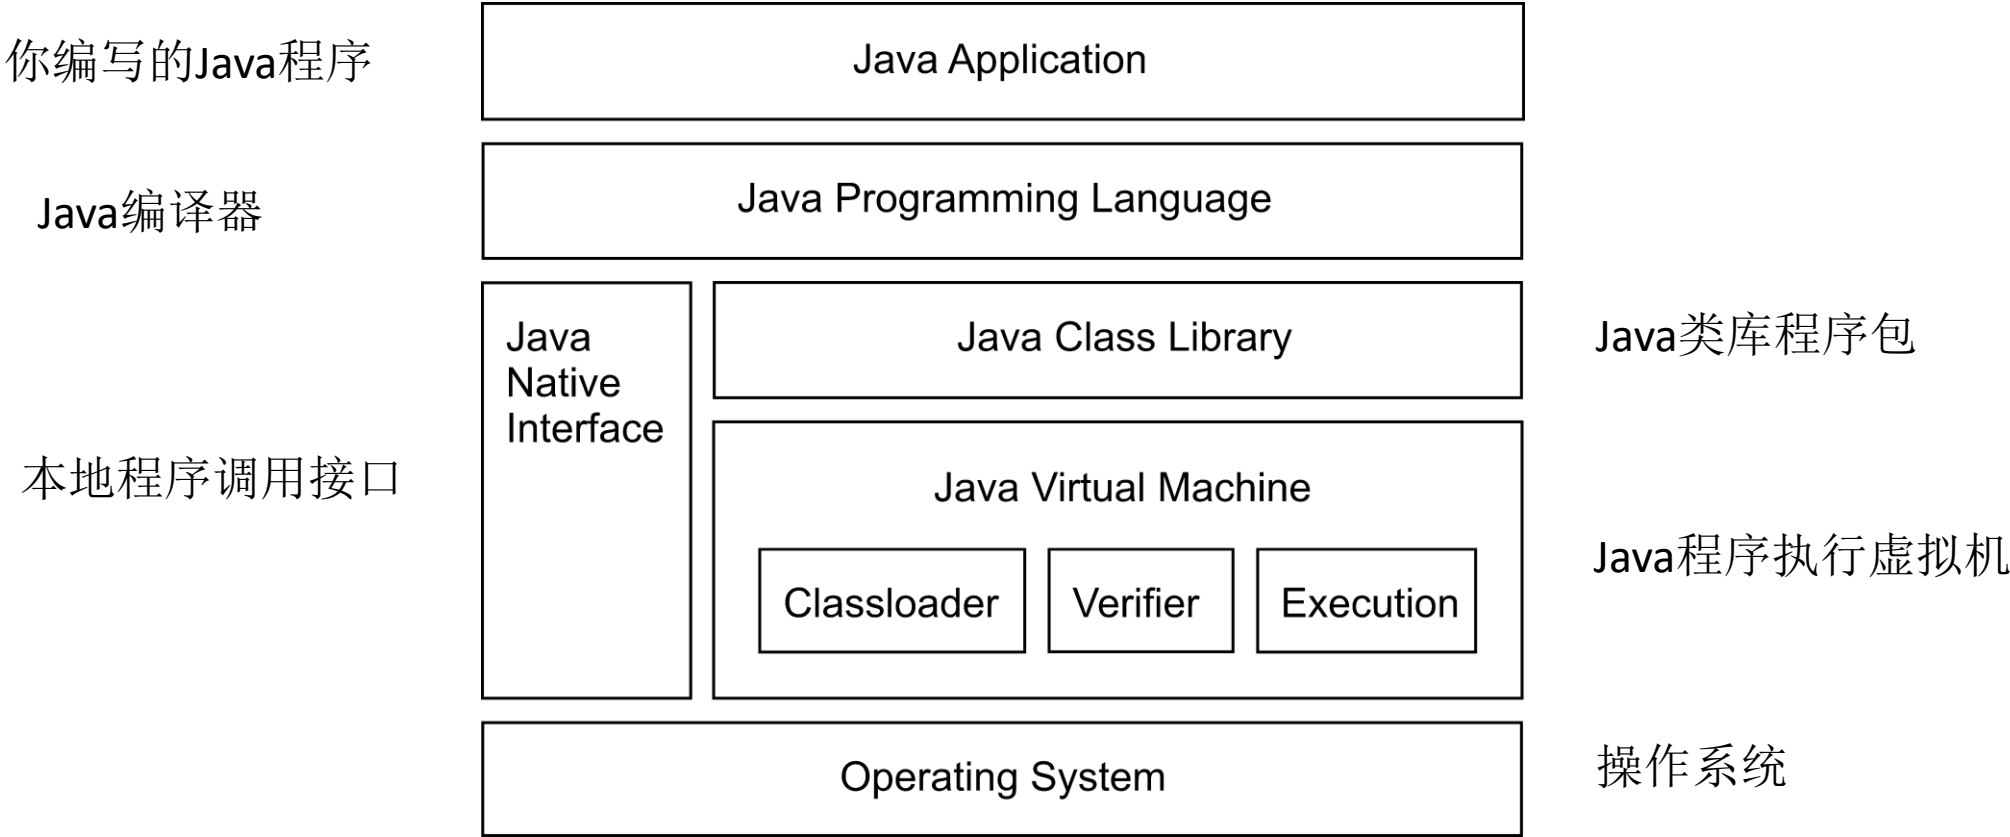 你编写的Java程序
Java Application
Java编译器
Java Programming Language
Java
Native
Interface
本地程序调用接口
Java Class Library
Java类库程序包
Java Virtual Machine
Classloader
Verifier
Execution
Java程序执行虚拟机
Operating System
操作系统